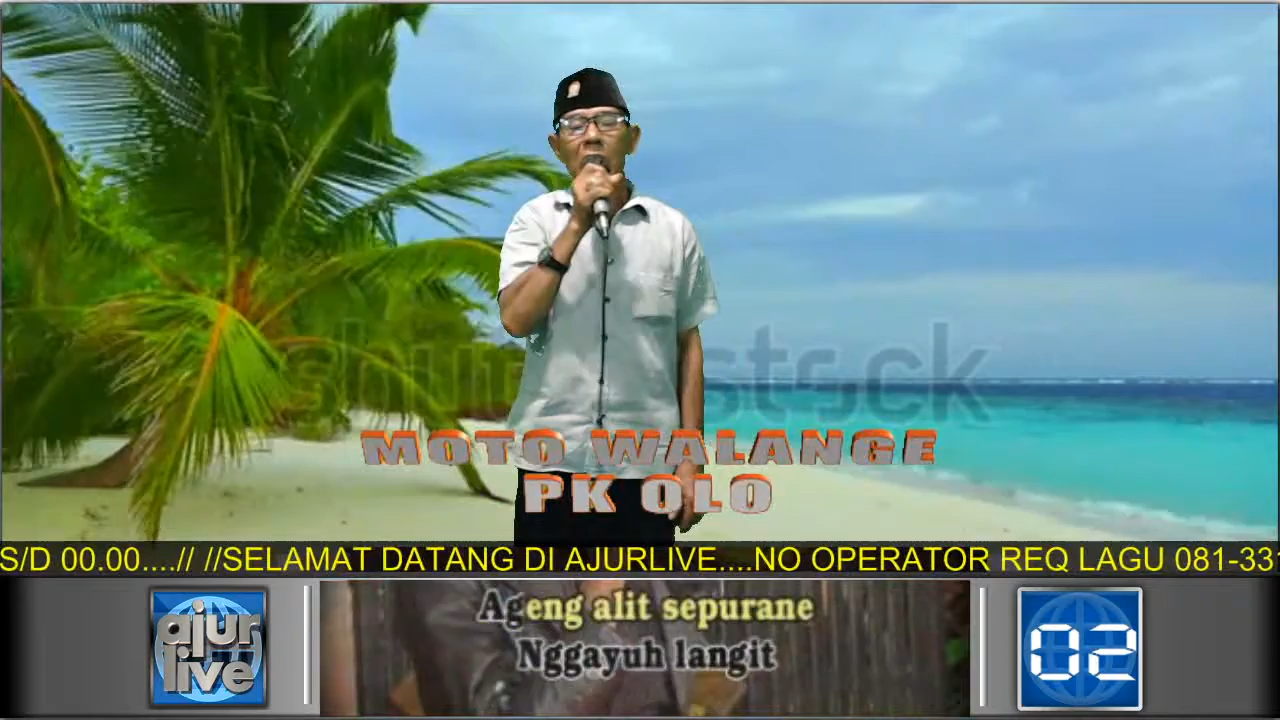 shutterstock
MOTO WALANGE
PK OLO
S/D 00.00....// //SELAMAT DATANG DI AJURLIVE....NO OPERATOR REQ LAGU 081-331
ajur
live
Ageng alit sepurane
Nggayuh langit
02